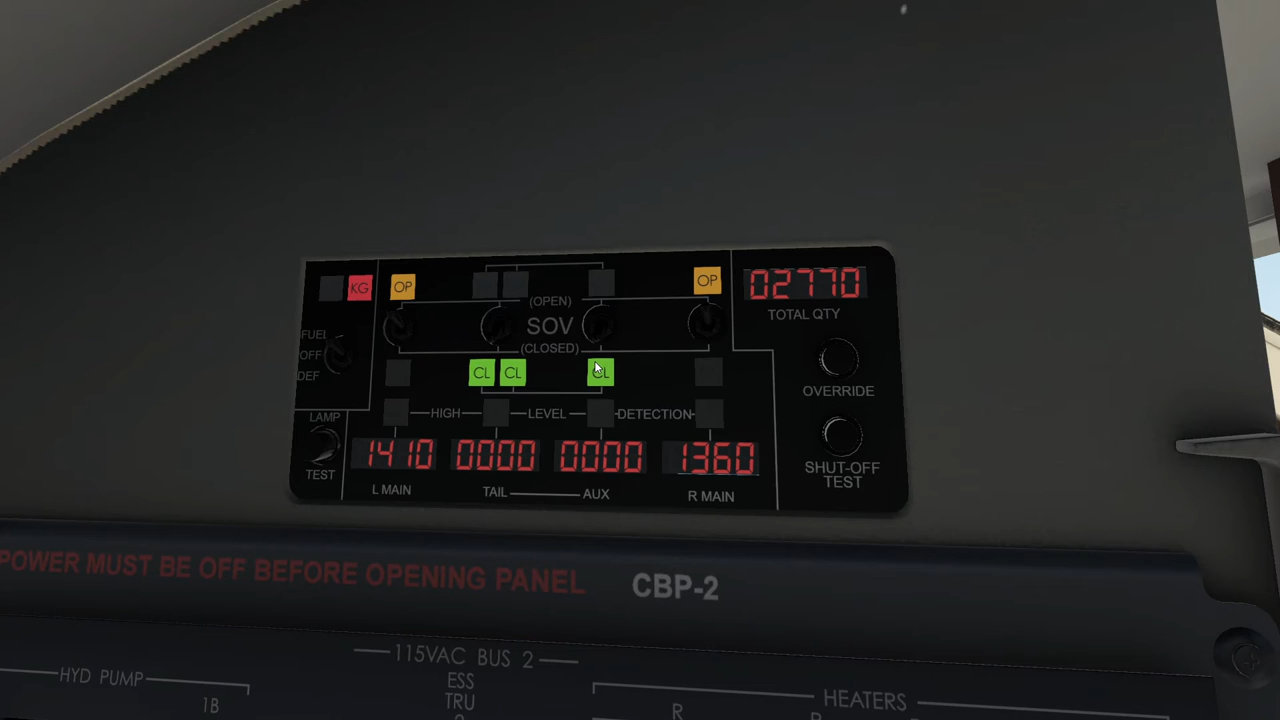 KG OP OP 02770
(OPEN) TOTAL QTY
FUEL SOV
OFF (CLOSED)
DEF CL CL CL OVERRIDE
LAMP HIGH LEVEL DETECTION
1410 0000 0000 1360
TEST L MAIN TAIL AUX R MAIN SHUT-OFF
TEST
POWER MUST BE OFF BEFORE OPENING PANEL CBP-2
115VAC BUS 2
HYD PUMP ESS HEATERS
1B TRU R